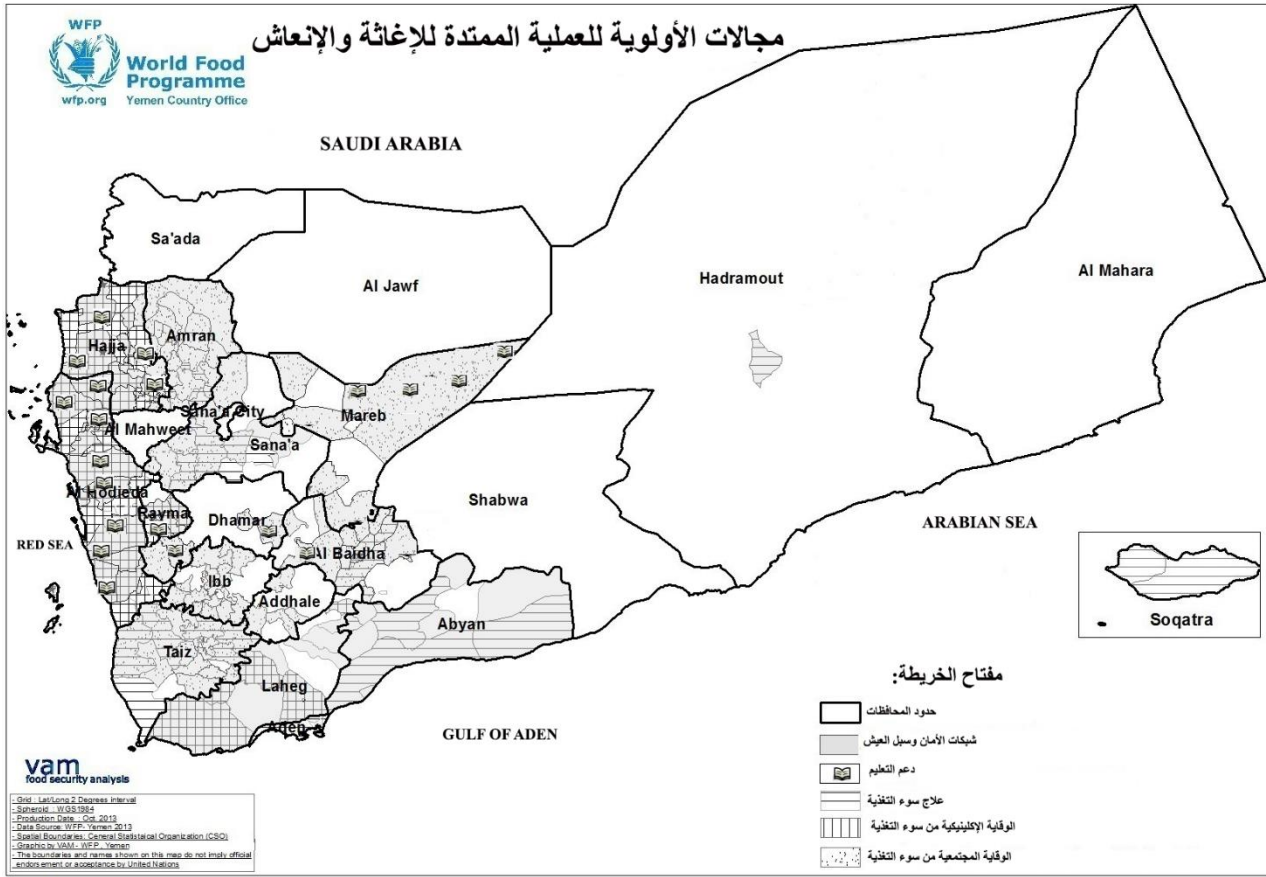 WFP
World Food
Programme
wfp.org
Yemen Country Office
مجالات الأولوية للعملية الممتدة للإغاثة والإنعاش
SAUDI ARABIA
Sa'ada
Al Jawf
Hadramout
Al Mahara
Hajja
Amran
Sana'a City
Mareb
Al Mahweet
Sana'a
Al Hodieda
Rayma
Dhamar
Shabwa
ARABIAN SEA
RED SEA
Al Baidha
Ibb
Addhale
Abyan
Soqatra
Taiz
Laheg
Aden
GULF OF ADEN
مفتاح الخريطة:
حدود المحافظات
شبكات الأمان وسبل العيش
دعم التعليم
علاج سوء التغذية
الوقاية الإكلينيكية من سوء التغذية
الوقاية المجتمعية من سوء التغذية
vam
food security analysis
- Grid : Lat/Long 2 Degrees Interval
- Spheroid : WGS1984
- Production Date : Oct. 2013
- Data Source: WFP- Yemen 2013
- Spatial Boundaries: General Statistaical Organization (CSO)
- Graphic by VAM - WFP , Yemen
- The boundaries and names shown on this map do not imply official
endorsement or acceptance by United Nations